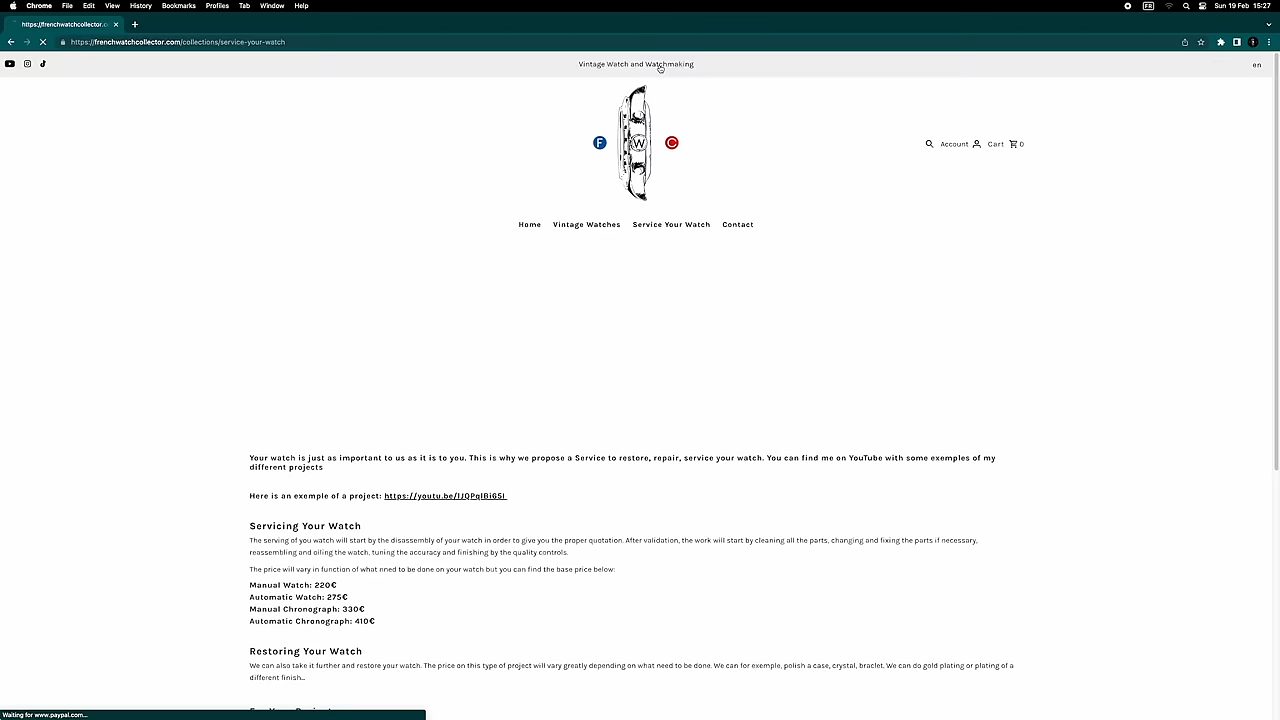 Chrome File Edit View History Bookmarks Profiles Tab Window Help FR Sun 19 Feb 15:27
https://frenchwatchcollector.c
https://frenchwatchcollector.com/collections/service-your-watch
Vintage Watch and Watchmaking en
F W C
Account Cart 0
Home Vintage Watches Service Your Watch Contact
Your watch is just as important to us as it is to you. This is why we propose a Service to restore, repair, service your watch. You can find me on YouTube with some exemples of my
different projects
Here is an exemple of a project: https://youtu.be/IJQPqlBi65I
Servicing Your Watch
The serving of you watch will start by the disassembly of your watch in order to give you the proper quotation. After validation, the work will start by cleaning all the parts, changing and fixing the parts if necessary,
reassembling and oiling the watch, tuning the accuracy and finishing by the quality controls.
The price will vary in function of what nned to be done on your watch but you can find the base price below:
Manual Watch: 220€
Automatic Watch: 275€
Manual Chronograph: 330€
Automatic Chronograph: 410€
Restoring Your Watch
We can also take it further and restore your watch. The price on this type of project will vary greatly depending on what need to be done. We can for exemple, polish a case, crystal, braclet. We can do gold plating or plating of a
different finish...
Waiting for www.paypal.com...